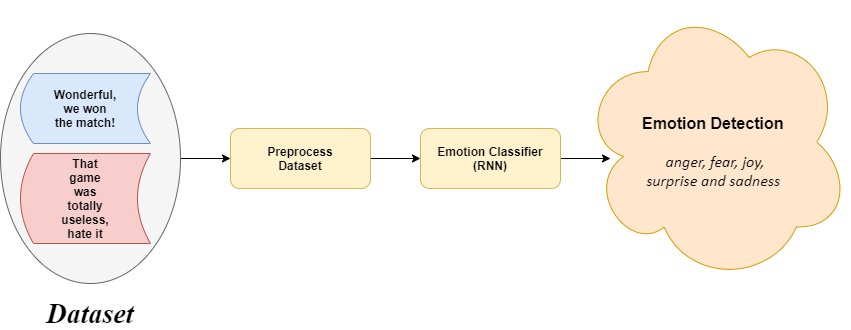 Wonderful,
we won
the match!
That
game
was
totally
useless,
hate it
Dataset
Preprocess
Dataset
Emotion Classifier
(RNN)
Emotion Detection
anger, fear, joy,
surprise and sadness